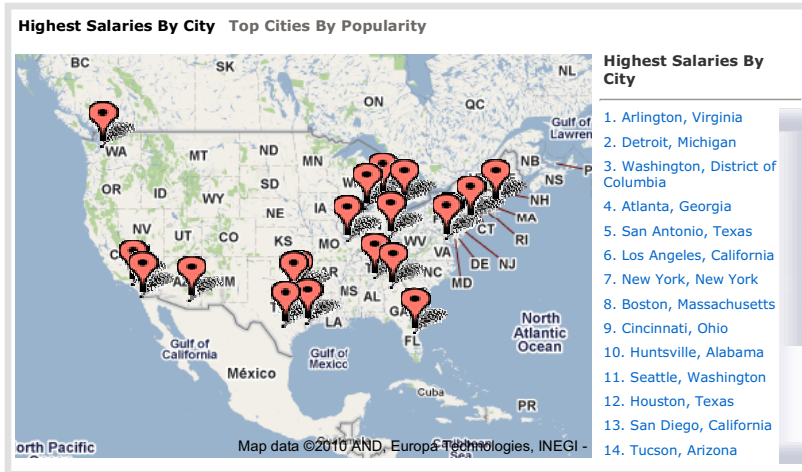 Highest Salaries By City Top Cities By Popularity
BC
SK
NL
ON
QC
Gulf of
Lawren
WA
MT
ND
MN
NB
NS
OR
ID
WY
SD
NH
IA
MA
NE
CT
RI
NV
UT
CO
KS
MO
WV
VA
DE
NJ
MD
NC
MS
AL
LA
FL
North
Atlantic
Ocean
Gulf of
California
Gulf of
Mexico
México
Cuba
PR
orth Pacific
Map data ©2010 AND, Europa Technologies, INEGI -
Sea
Highest Salaries By
City
1. Arlington, Virginia
2. Detroit, Michigan
3. Washington, District of
Columbia
4. Atlanta, Georgia
5. San Antonio, Texas
6. Los Angeles, California
7. New York, New York
8. Boston, Massachusetts
9. Cincinnati, Ohio
10. Huntsville, Alabama
11. Seattle, Washington
12. Houston, Texas
13. San Diego, California
14. Tucson, Arizona